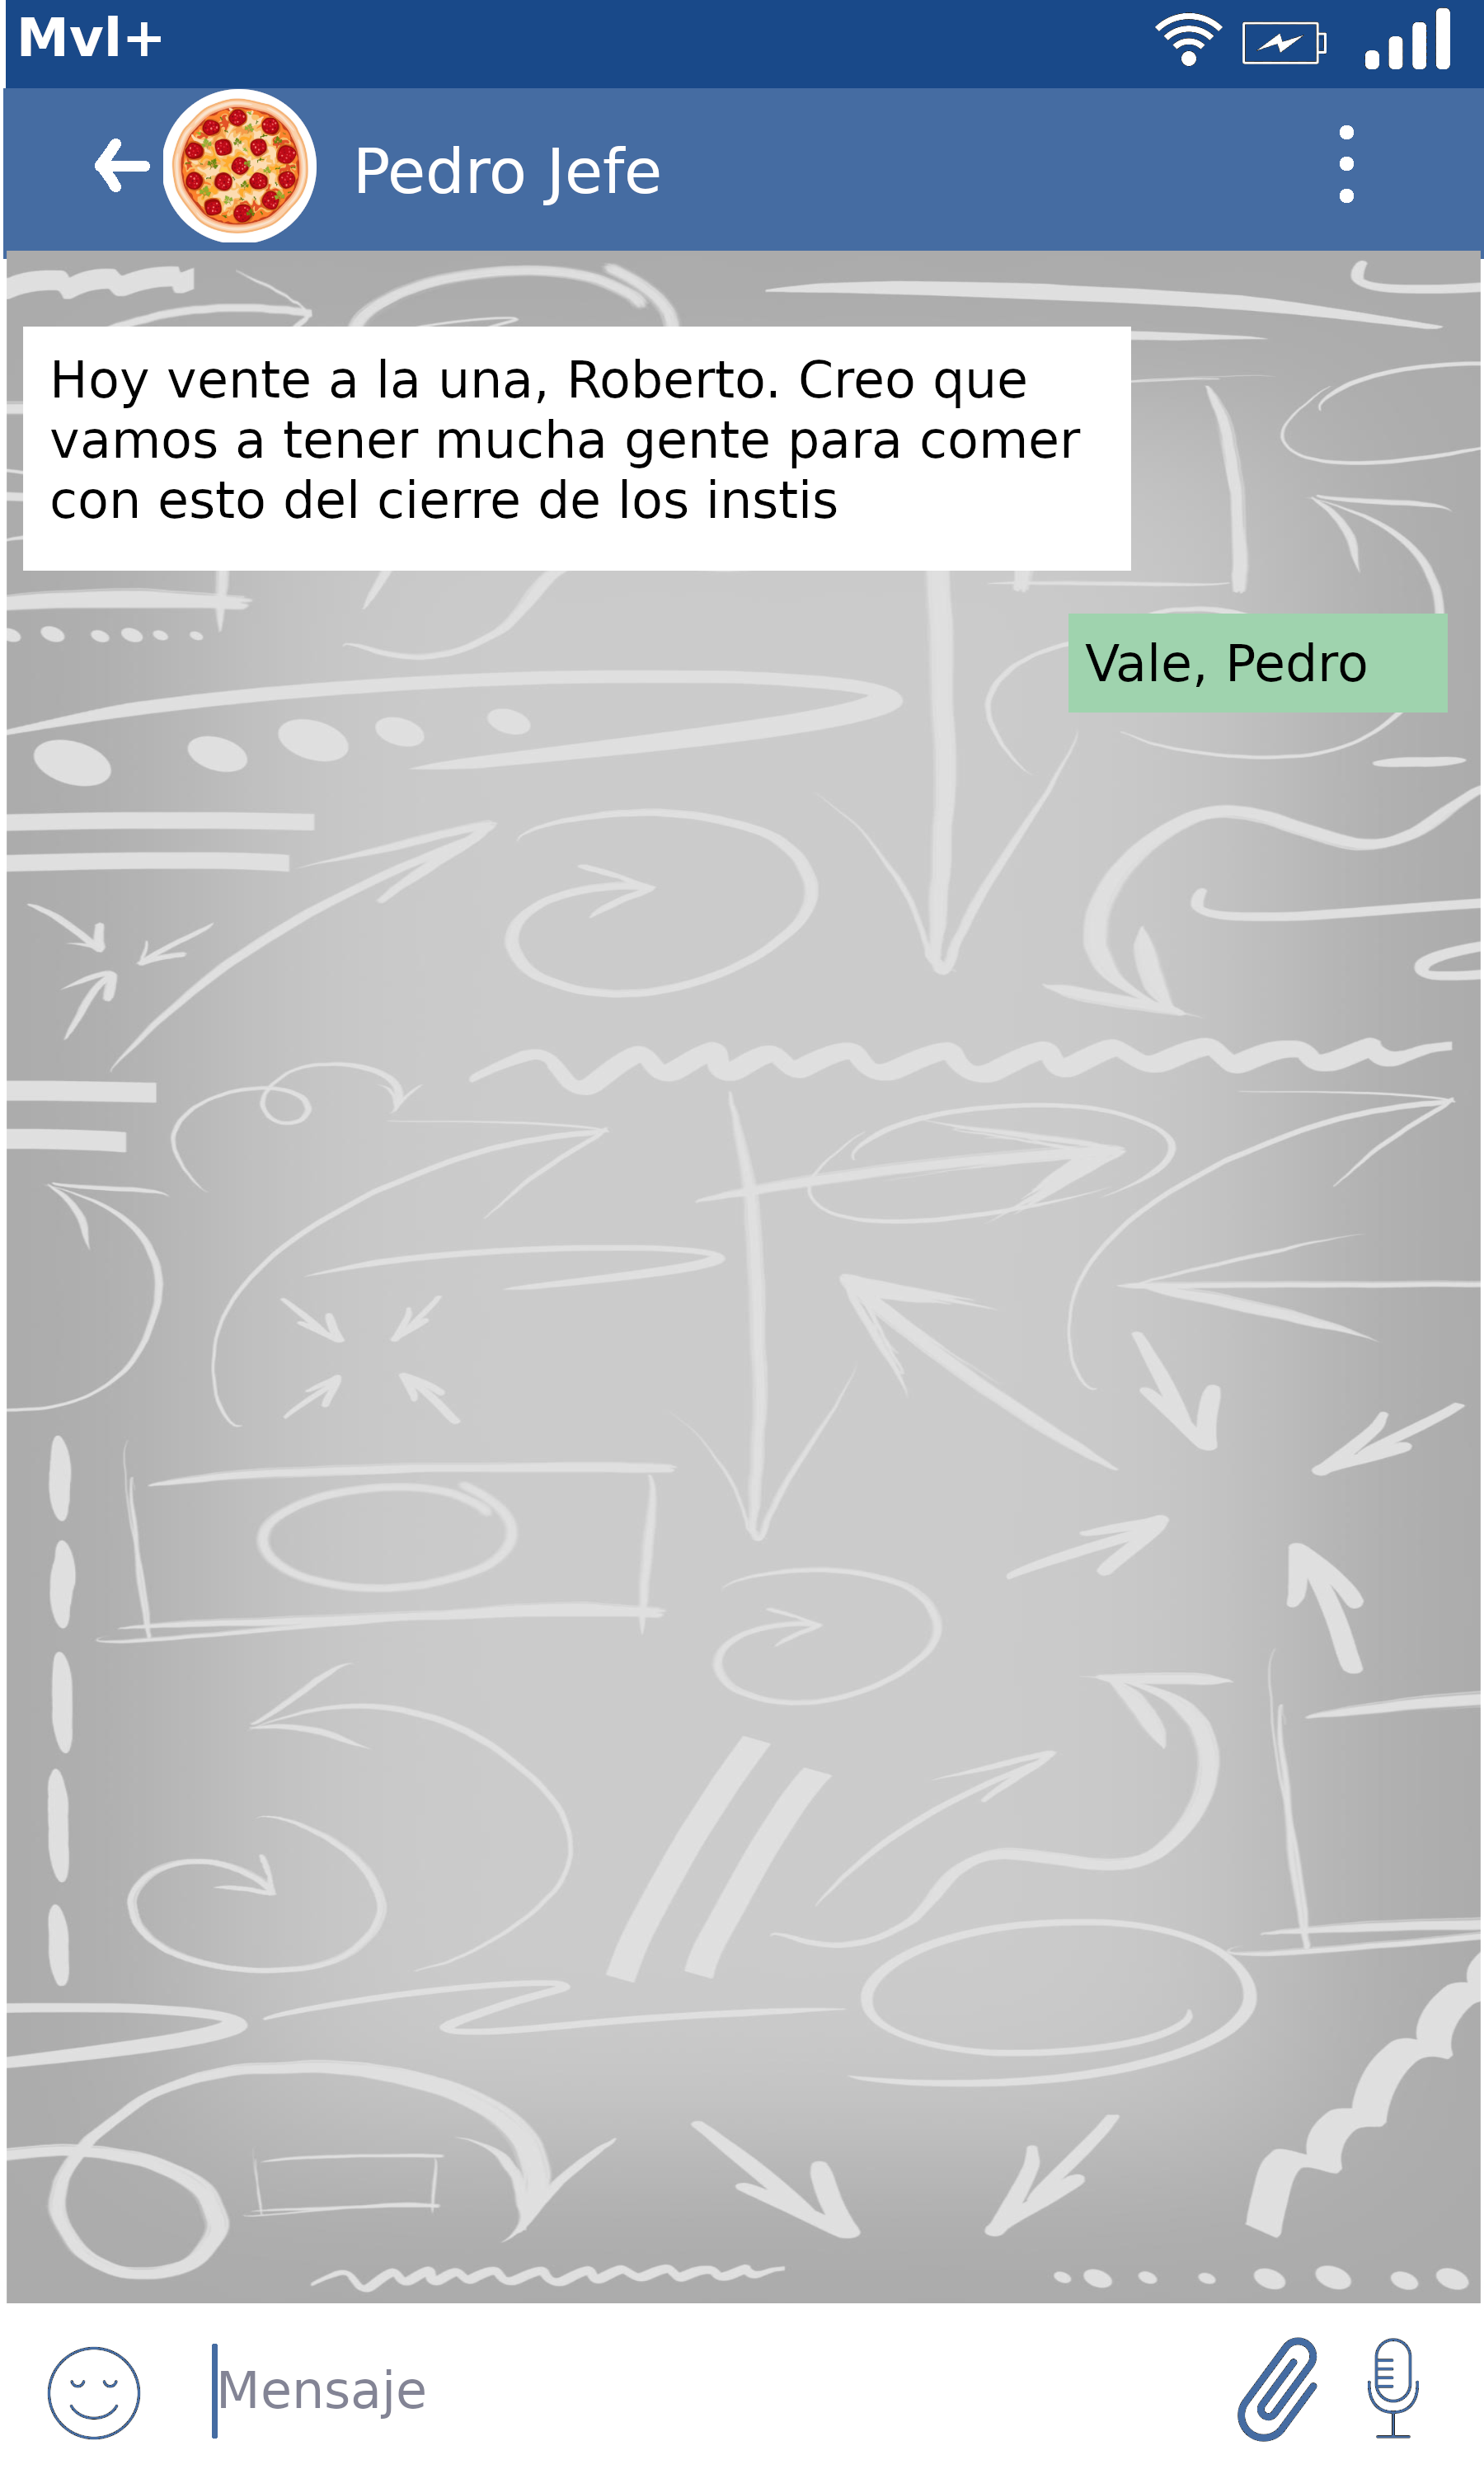 Mvl+
Pedro Jefe
Hoy vente a la una, Roberto. Creo que
vamos a tener mucha gente para comer
con esto del cierre de los instis
Vale, Pedro
Mensaje